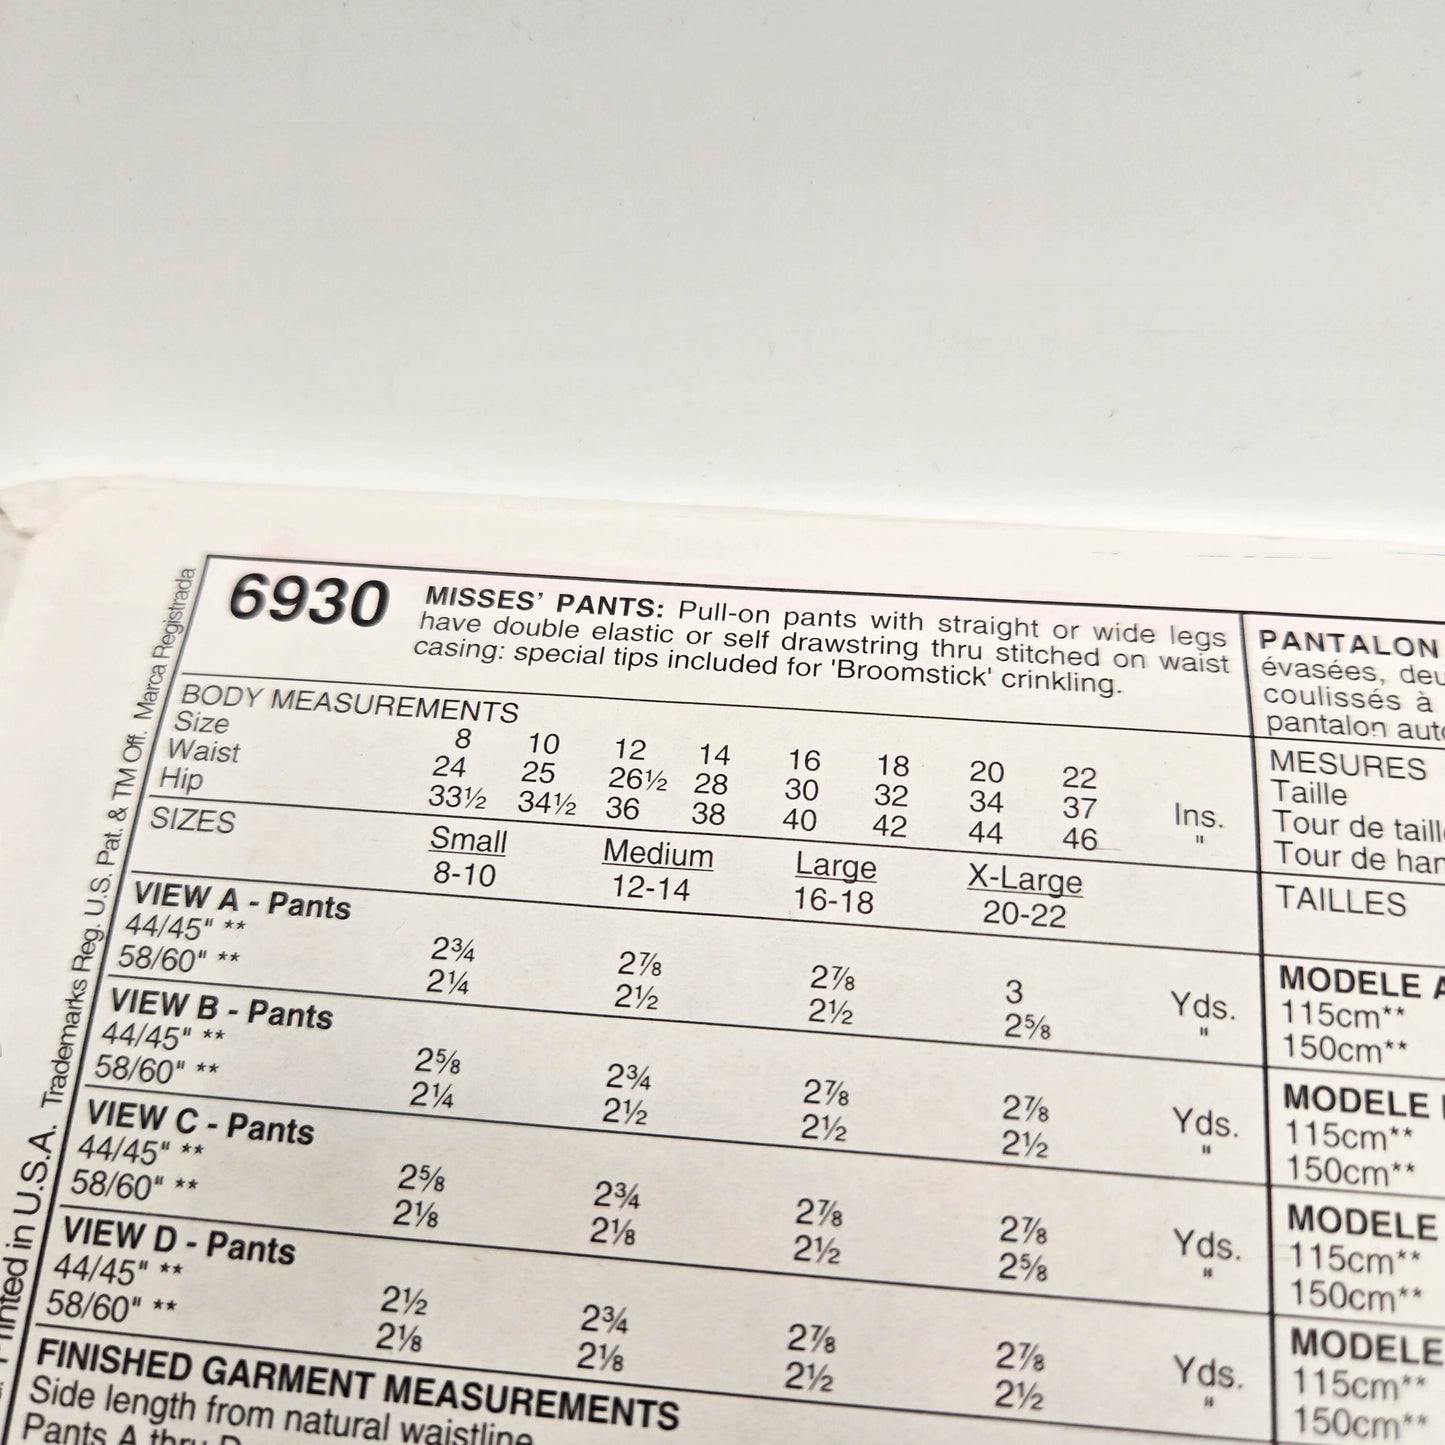 6930 MISSES' PANTS: Pull-on pants with straight or wide legs
have double elastic or self drawstring thru stitched on waist
casing: special tips included for 'Broomstick' crinkling.
BODY MEASUREMENTS
Size 8 10 12 14 16 18 20 22
Waist 24 25 26½ 28 30 32 34 37 Ins.
Hip 33½ 34½ 36 38 40 42 44 46 "
SIZES Small Medium Large X-Large
8-10 12-14 16-18 20-22
VIEW A - Pants
44/45" ** 2¾ 2⅞ 2⅞ 3 Yds.
58/60" ** 2¼ 2½ 2½ 2⅝ "
VIEW B - Pants
44/45" ** 2⅝ 2¾ 2⅞ 2⅞ Yds.
58/60" ** 2¼ 2½ 2½ 2½ "
VIEW C - Pants
44/45" ** 2⅝ 2¾ 2⅞ 2⅞ Yds.
58/60" ** 2⅛ 2⅛ 2½ 2⅝ "
VIEW D - Pants
44/45" ** 2½ 2¾ 2⅞ 2⅞ Yds.
58/60" ** 2⅛ 2⅛ 2½ 2½ "
FINISHED GARMENT MEASUREMENTS
Side length from natural waistline
Pants A thru D
PANTALON
évasées,
coulissés à
pantalon
MESURES
Taille
Tour de
Tour de
TAILLES
MODELE A
115cm**
150cm**
MODELE
115cm**
150cm**
MODELE
115cm**
150cm**
MODELE
115cm**
150cm**
Printed in U.S.A. Trademarks Reg. U.S. Pat. & TM Off. Marca Registrada